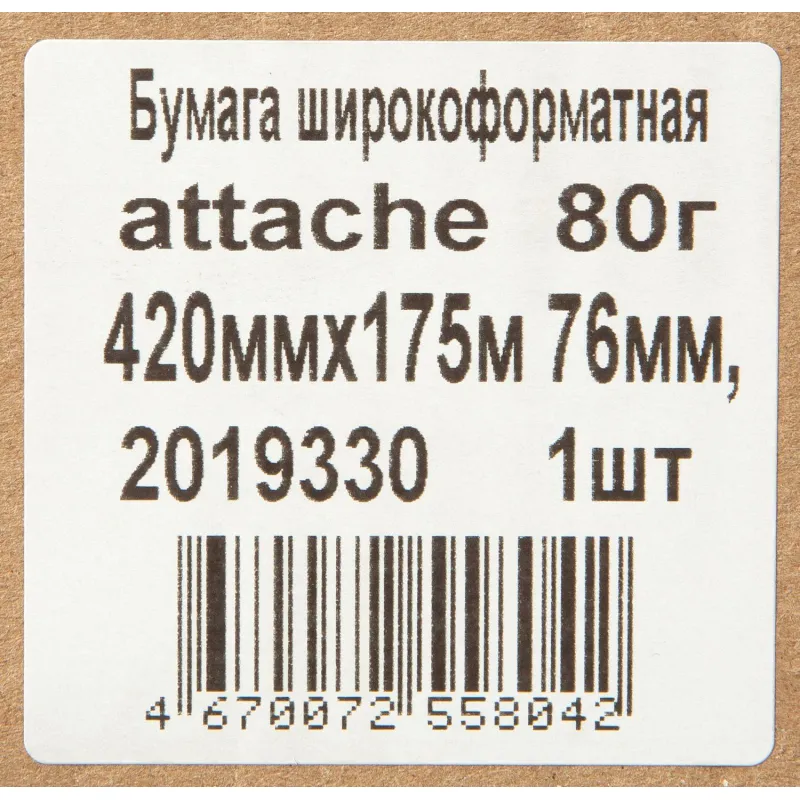 Бумага широкоформатная
attache 80г
420ммх175м 76мм,
2019330 1шт
4 670072 558042